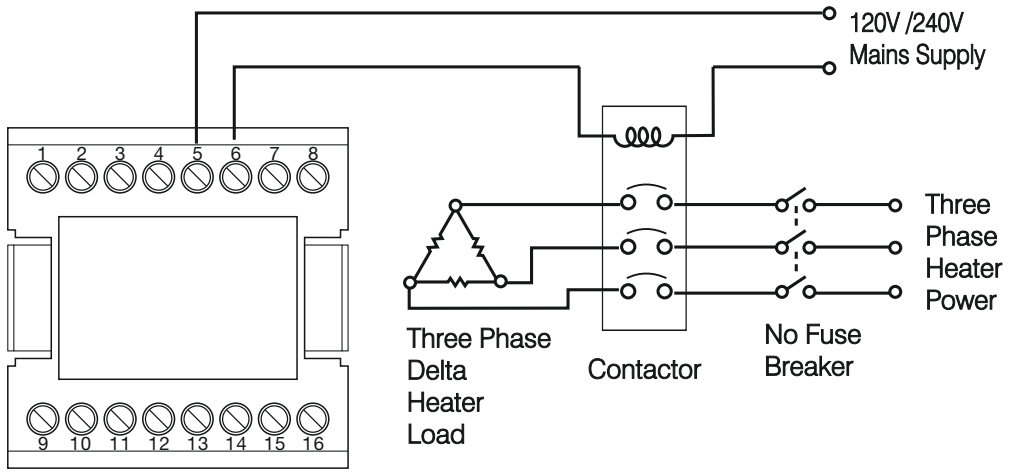 120V /240V
Mains Supply
1 2 3 4 5 6 7 8
Three
Phase
Heater
Power
Three Phase
Delta
Heater
Load
Contactor
No Fuse
Breaker
9 10 11 12 13 14 15 16